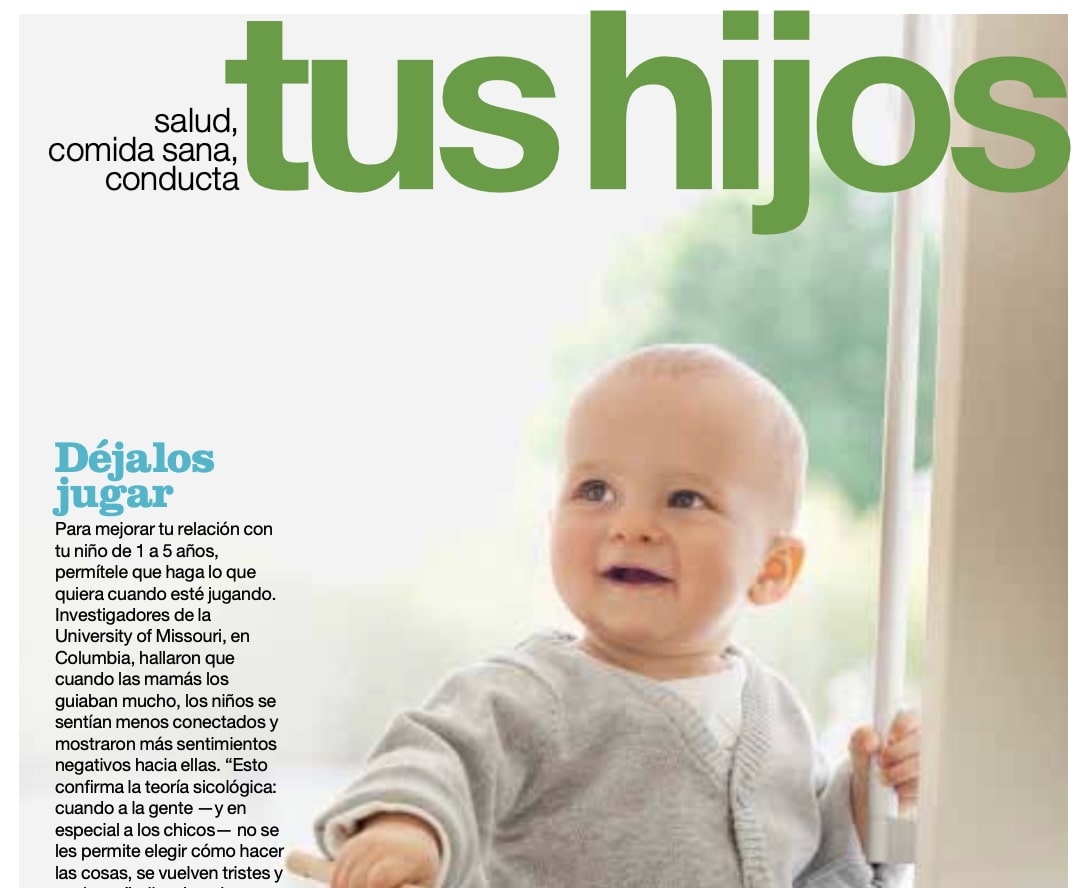 tus hijos
salud,
comida sana,
conducta
Déjalos
jugar
Para mejorar tu relación con
tu niño de 1 a 5 años,
permítele que haga lo que
quiera cuando esté jugando.
Investigadores de la
University of Missouri, en
Columbia, hallaron que
cuando las mamás los
guiaban mucho, los niños se
sentían menos conectados y
mostraron más sentimientos
negativos hacia ellas. “Esto
confirma la teoría sicológica:
cuando a la gente —y en
especial a los chicos— no se
les permite elegir cómo hacer
las cosas, se vuelven tristes y